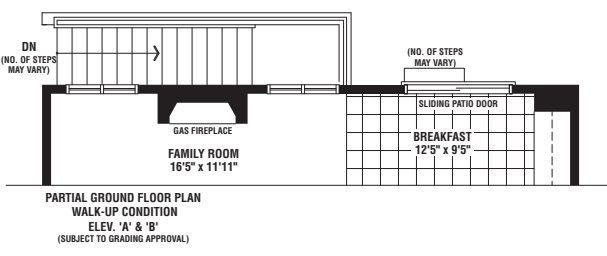 DN
(NO. OF STEPS
MAY VARY)
(NO. OF STEPS
MAY VARY)
SLIDING PATIO DOOR
GAS FIREPLACE
BREAKFAST
12'5" x 9'5"
FAMILY ROOM
16'5" x 11'11"
PARTIAL GROUND FLOOR PLAN
WALK-UP CONDITION
ELEV. 'A' & 'B'
(SUBJECT TO GRADING APPROVAL)